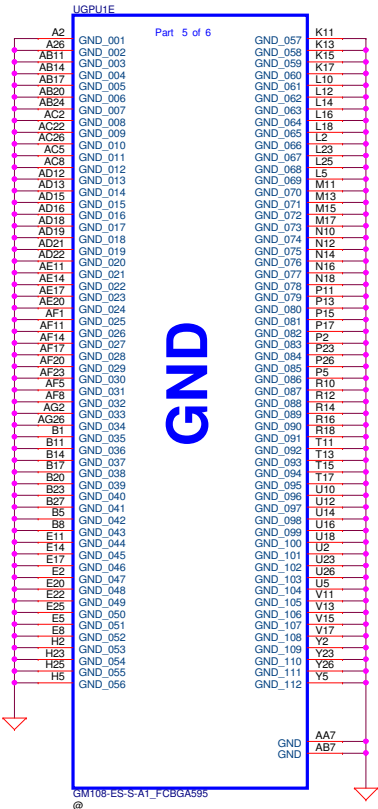 UGPU1E
Part 5 of 6
A2 GND_001 GND_057 K11
A26 GND_002 GND_058 K13
AB11 GND_003 GND_059 K15
AB14 GND_004 GND_060 K17
AB17 GND_005 GND_061 L10
AB20 GND_006 GND_062 L12
AB24 GND_007 GND_063 L14
AC2 GND_008 GND_064 L16
AC22 GND_009 GND_065 L18
AC26 GND_010 GND_066 L2
AC5 GND_011 GND_067 L23
AC8 GND_012 GND_068 L25
AD12 GND_013 GND_069 L5
AD13 GND_014 GND_070 M11
AD15 GND_015 GND_071 M13
AD16 GND_016 GND_072 M15
AD18 GND_017 GND_073 M17
AD19 GND_018 GND_074 N10
AD21 GND_019 GND_075 N12
AD22 GND_020 GND_076 N14
AE11 GND_021 GND_077 N16
AE14 GND_022 GND_078 N18
AE17 GND_023 GND_079 P11
AE20 GND_024 GND_080 P13
AF1 GND_025 GND_081 P15
AF11 GND_026 GND_082 P17
AF14 GND_027 GND_083 P2
AF17 GND_028 GND_084 P23
AF20 GND_029 GND_085 P26
AF23 GND_030 GND_086 P5
AF5 GND_031 GND_087 R10
AF8 GND_032 GND_088 R12
AG2 GND_033 GND_089 R14
AG26 GND_034 GND_090 R16
B1 GND_035 GND_091 R18
B11 GND_036 GND_092 T11
B14 GND_037 GND_093 T13
B17 GND_038 GND_094 T15
B20 GND_039 GND_095 T17
B23 GND_040 GND_096 U10
B27 GND_041 GND_097 U12
B5 GND_042 GND_098 U14
B8 GND_043 GND_099 U16
E11 GND_044 GND_100 U18
E14 GND_045 GND_101 U2
E17 GND_046 GND_102 U23
E2 GND_047 GND_103 U26
E20 GND_048 GND_104 U5
E22 GND_049 GND_105 V11
E25 GND_050 GND_106 V13
E5 GND_051 GND_107 V15
E8 GND_052 GND_108 V17
H2 GND_053 GND_109 Y2
H23 GND_054 GND_110 Y23
H25 GND_055 GND_111 Y26
H5 GND_056 GND_112 Y5
GND
GND AA7
GND AB7
GM108-ES-S-A1_FCBGA595
@